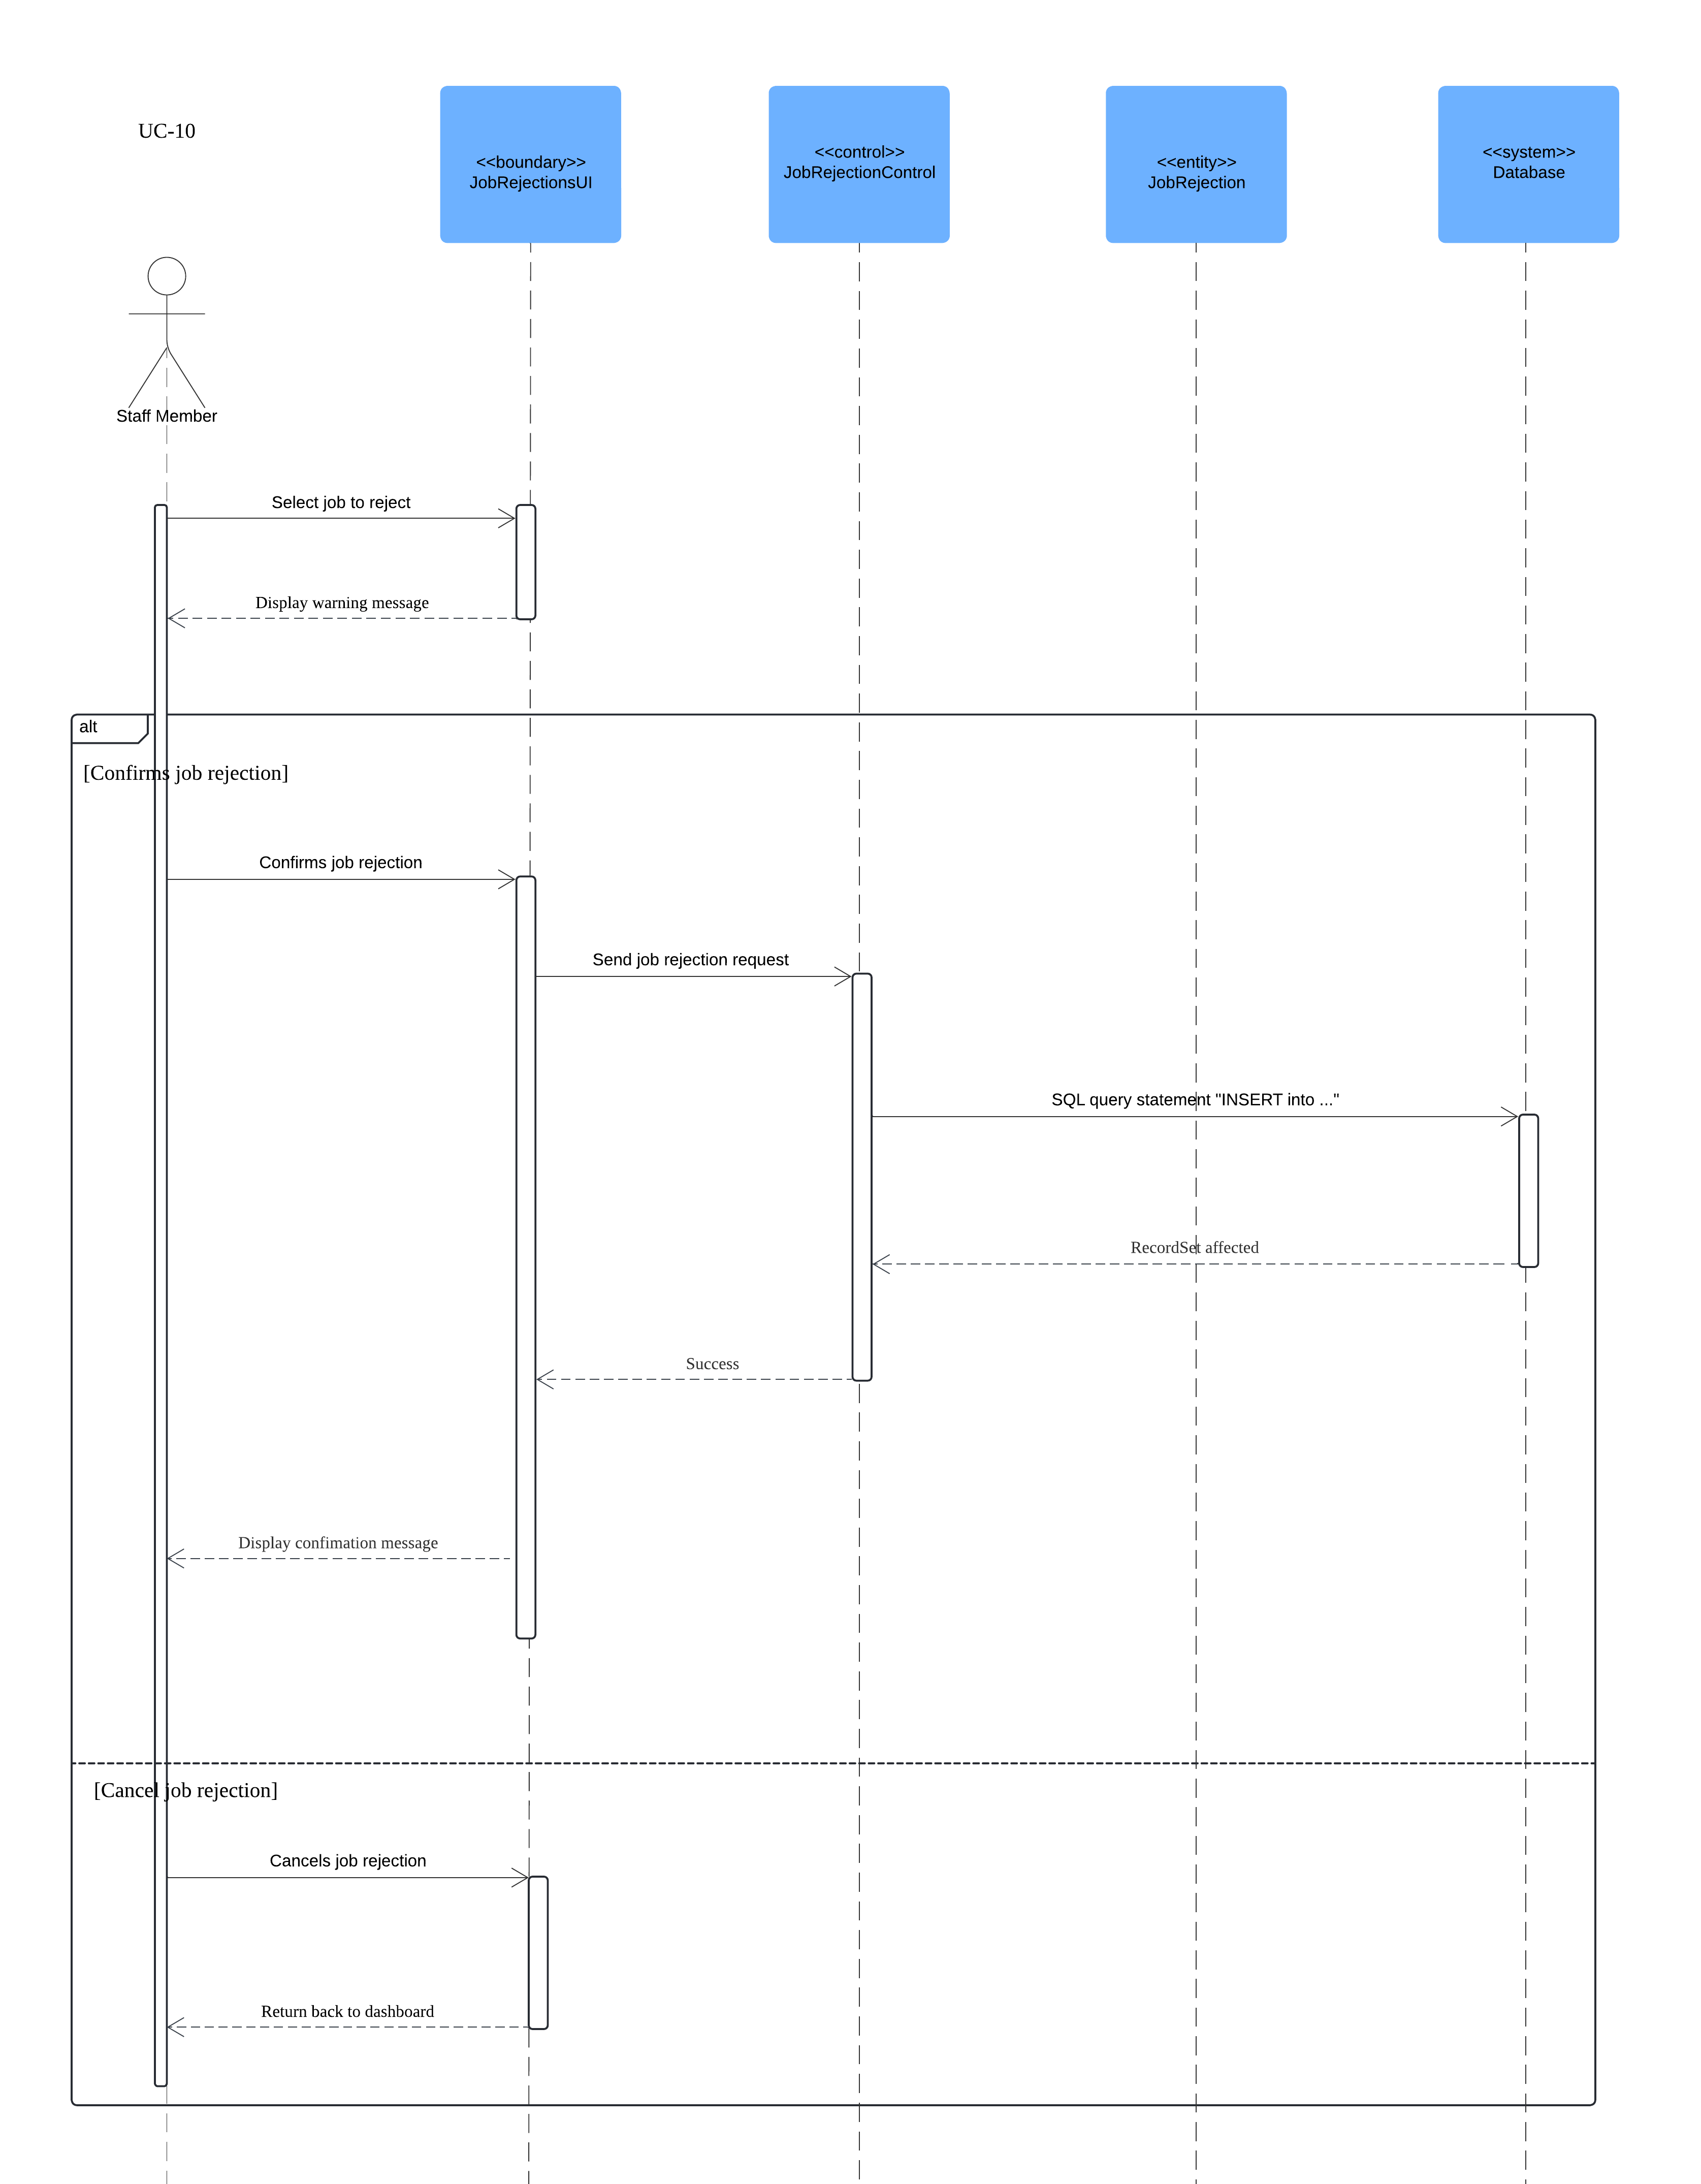 UC-10
<<boundary>>
JobRejectionsUI
<<control>>
JobRejectionControl
<<entity>>
JobRejection
<<system>>
Database
Staff Member
Select job to reject
Display warning message
alt
[Confirms job rejection]
Confirms job rejection
Send job rejection request
SQL query statement "INSERT into ..."
RecordSet affected
Success
Display confimation message
[Cancel job rejection]
Cancels job rejection
Return back to dashboard